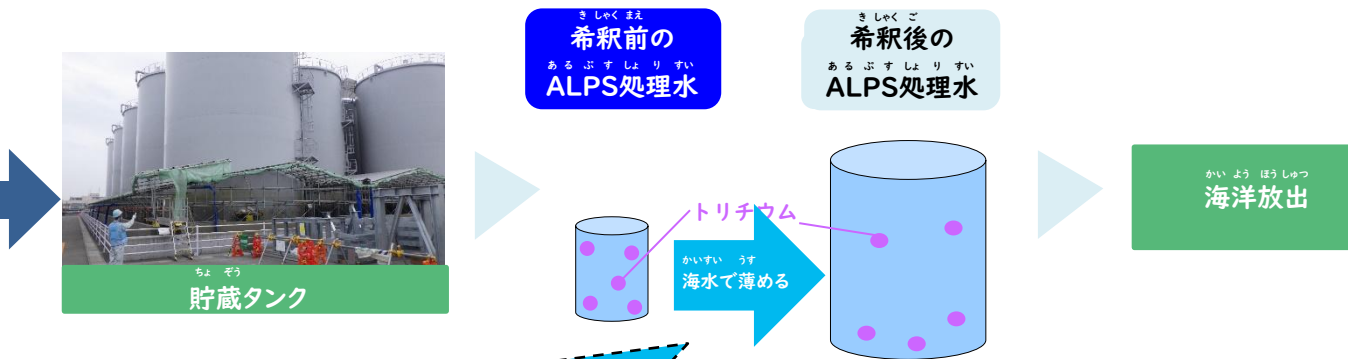 き しゃく まえ
希釈前の
あ る ぷ す しょ り すい
ALPS処理水
き しゃく ご
希釈後の
あ る ぷ す しょ り すい
ALPS処理水
ちょ ぞう
貯蔵タンク
トリチウム
かいすい うす
海水で薄める
かい よう ほう しゅつ
海洋放出